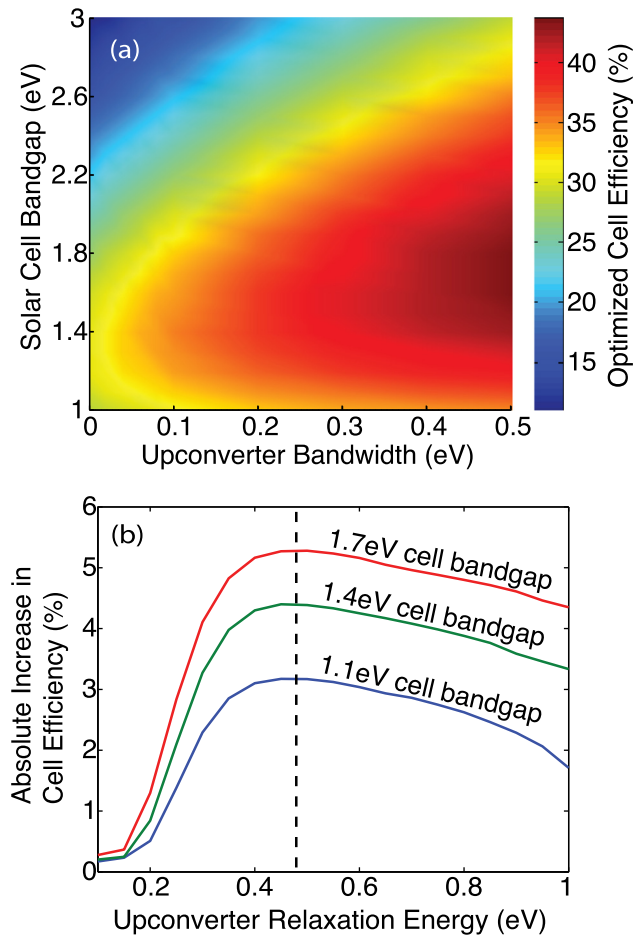 (a)
Solar Cell Bandgap (eV)
3
2.6
2.2
1.8
1.4
1
0 0.1 0.2 0.3 0.4 0.5
Upconverter Bandwidth (eV)
40
35
30
25
20
15
Optimized Cell Efficiency (%)
(b)
Absolute Increase in
Cell Efficiency (%)
6
5
4
3
2
1
0
1.7eV cell bandgap
1.4eV cell bandgap
1.1eV cell bandgap
0.2 0.4 0.6 0.8 1
Upconverter Relaxation Energy (eV)